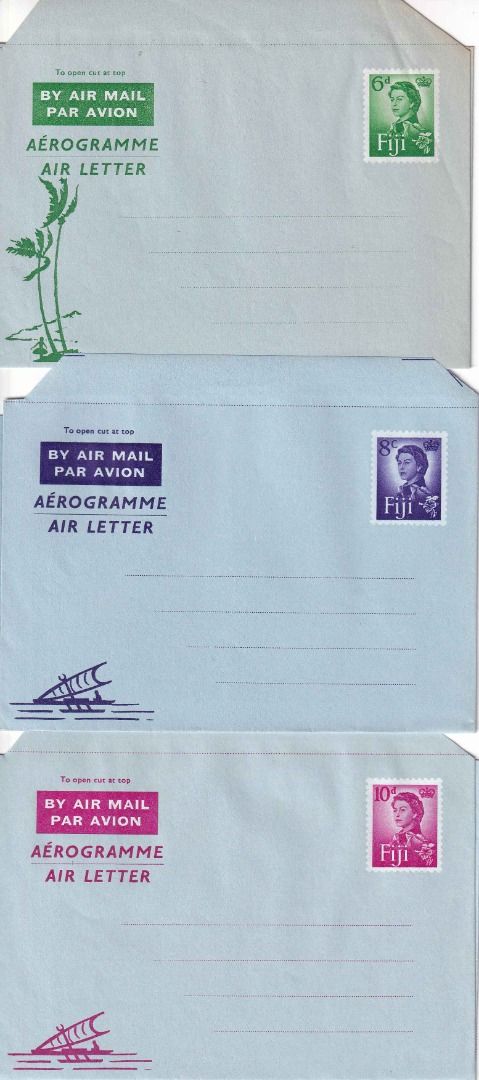 To open cut at top
BY AIR MAIL
PAR AVION
AÉROGRAMME
AIR LETTER
6d
Fiji
To open cut at top
BY AIR MAIL
PAR AVION
AÉROGRAMME
AIR LETTER
8c
Fiji
To open cut at top
BY AIR MAIL
PAR AVION
AÉROGRAMME
AIR LETTER
10d
Fiji